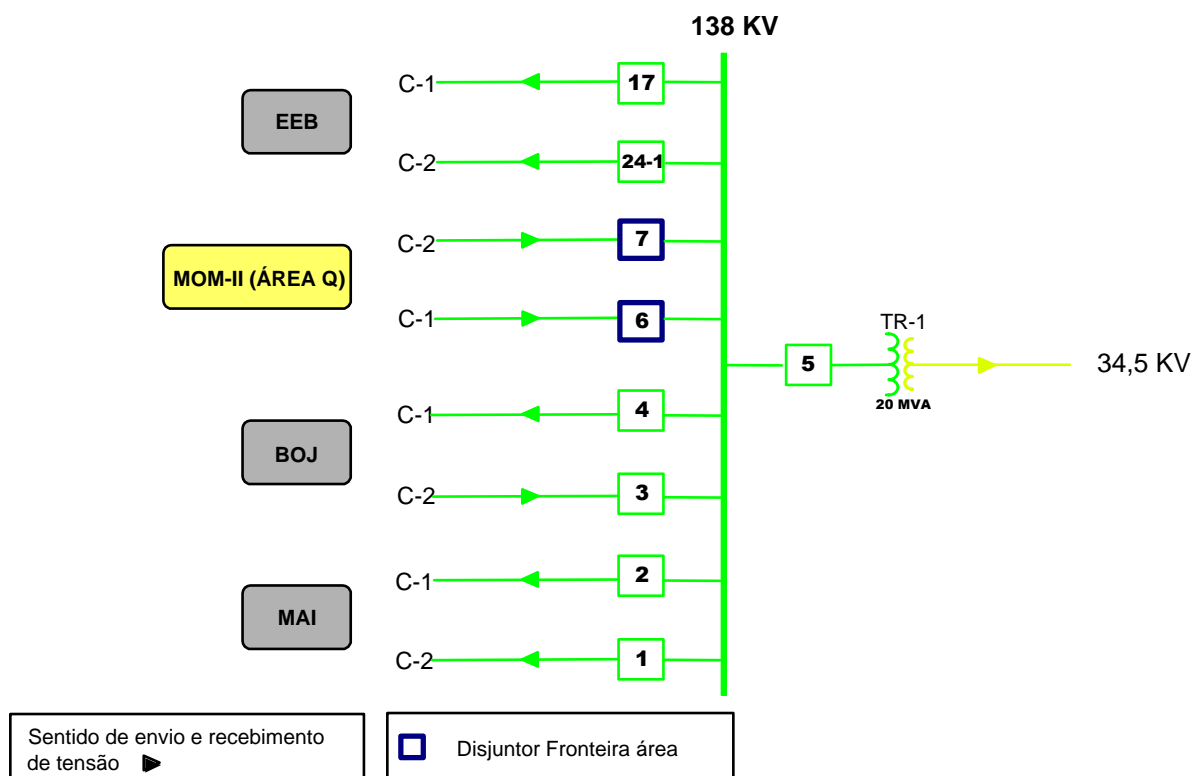 138 KV
C-1
17
EEB
C-2
24-1
C-2
7
MOM-II (ÁREA Q)
C-1
6
TR-1
5
34,5 KV
20 MVA
C-1
4
BOJ
C-2
3
C-1
2
MAI
C-2
1
Sentido de envio e recebimento
de tensão
Disjuntor Fronteira área